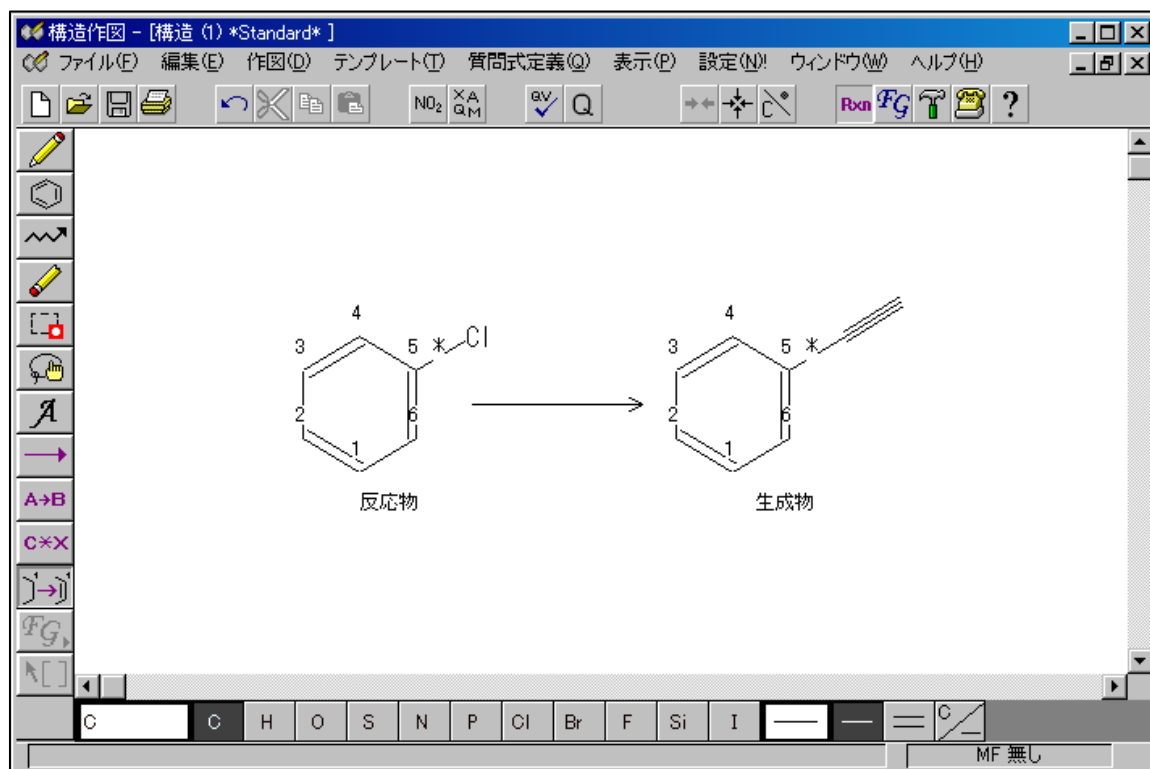 構造作図 - [構造 (1) *Standard* ]
ファイル(F) 編集(E) 作図(D) テンプレート(T) 質問式定義(Q) 表示(P) 設定(N)! ウィンドウ(W) ヘルプ(H)
NO₂ XA QM QV Q C Rxn FG ?
A
A→B
C*X
FG
4 4
3 5 * Cl 3 5 *
2 6 2 6
1 1
反応物 生成物
C C H O S N P Cl Br F Si I C
MF 無し